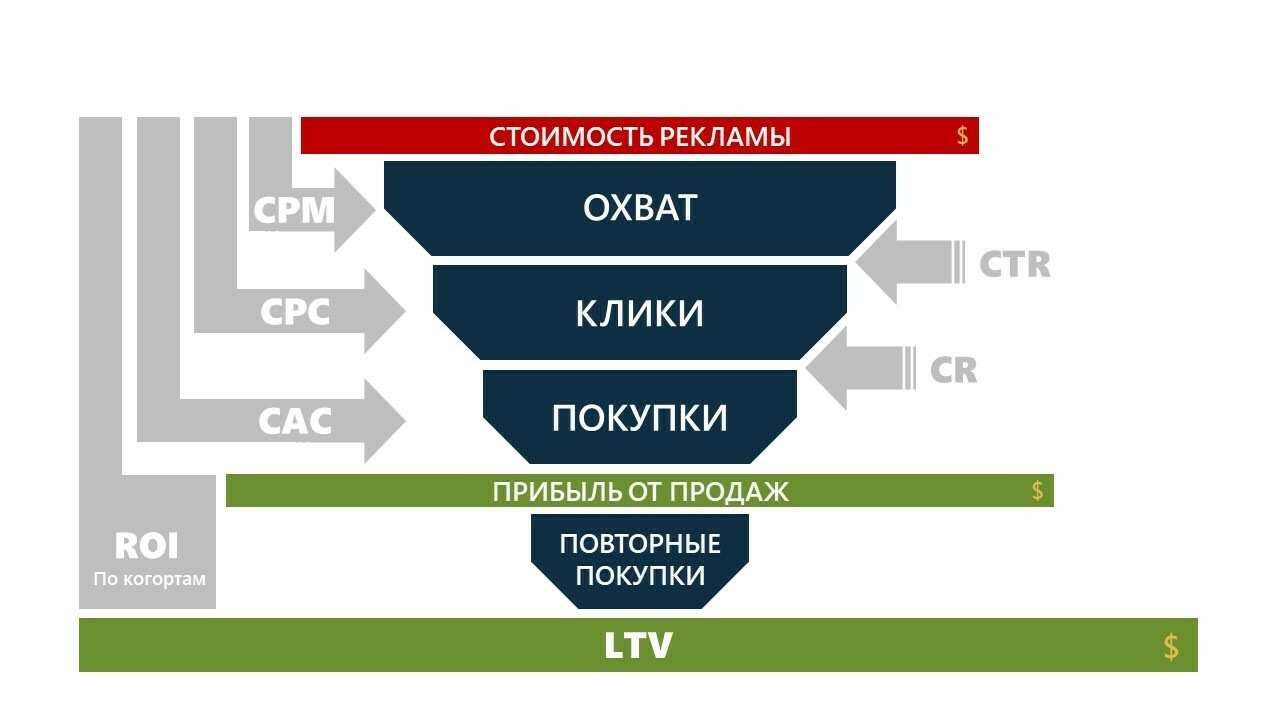 СТОИМОСТЬ РЕКЛАМЫ $
CPM
ОХВАТ
CTR
CPC
КЛИКИ
CR
CAC
ПОКУПКИ
ПРИБЫЛЬ ОТ ПРОДАЖ $
ROI
По когортам
ПОВТОРНЫЕ
ПОКУПКИ
LTV $